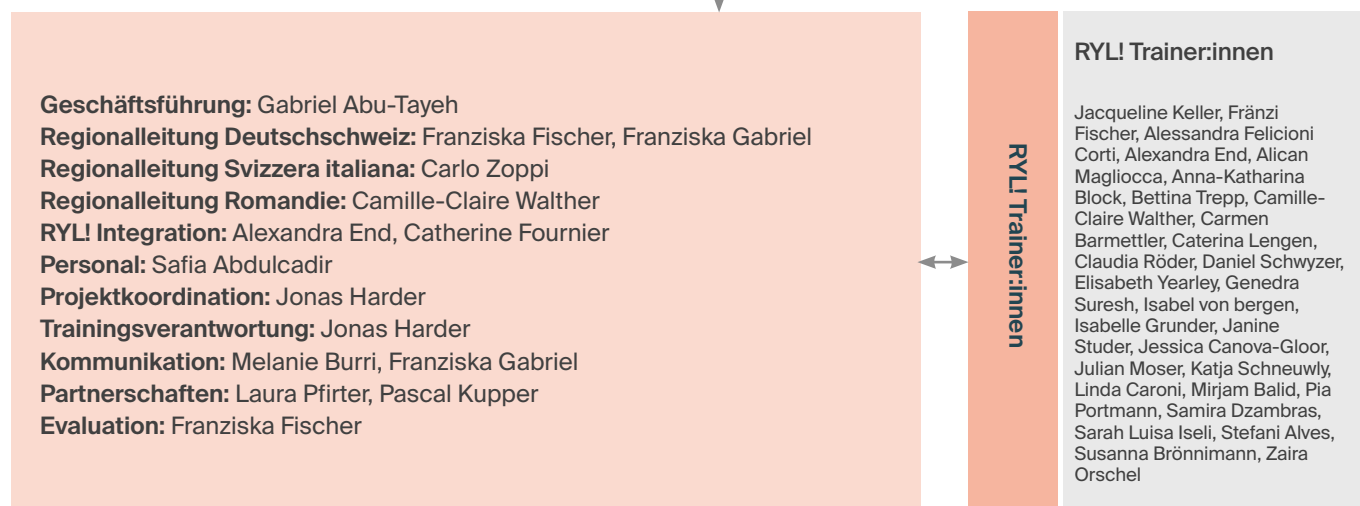 Geschäftsführung: Gabriel Abu-Tayeh
Regionalleitung Deutschschweiz: Franziska Fischer, Franziska Gabriel
Regionalleitung Svizzera italiana: Carlo Zoppi
Regionalleitung Romandie: Camille-Claire Walther
RYL! Integration: Alexandra End, Catherine Fournier
Personal: Safia Abdulcadir
Projektkoordination: Jonas Harder
Trainingsverantwortung: Jonas Harder
Kommunikation: Melanie Burri, Franziska Gabriel
Partnerschaften: Laura Pfirter, Pascal Kupper
Evaluation: Franziska Fischer
RYL! Trainer:innen
RYL! Trainer:innen
Jacqueline Keller, Fränzi
Fischer, Alessandra Felicioni
Corti, Alexandra End, Alican
Magliocca, Anna-Katharina
Block, Bettina Trepp, Camille-
Claire Walther, Carmen
Barmettler, Caterina Lengen,
Claudia Röder, Daniel Schwyzer,
Elisabeth Yearley, Genedra
Suresh, Isabel von bergen,
Isabelle Grunder, Janine
Studer, Jessica Canova-Gloor,
Julian Moser, Katja Schneuwly,
Linda Caroni, Mirjam Balid, Pia
Portmann, Samira Dzambras,
Sarah Luisa Iseli, Stefani Alves,
Susanna Brönnimann, Zaira
Orschel